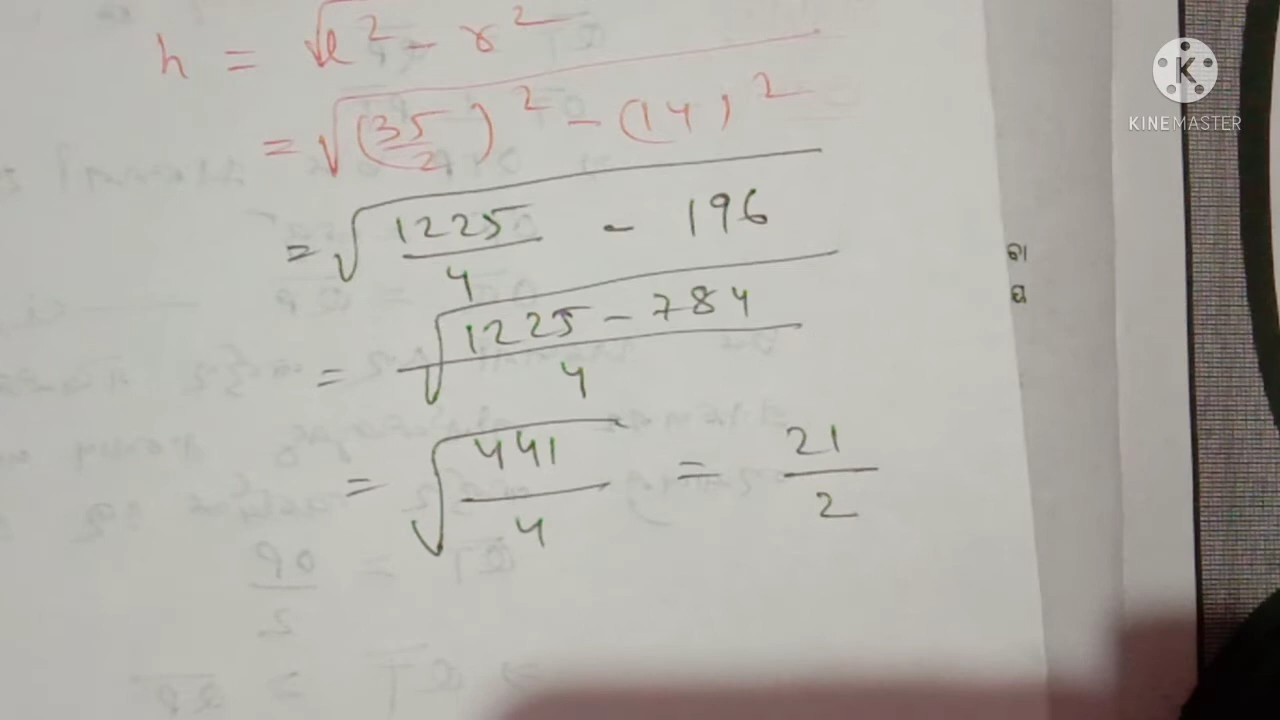 h = √l² - r²
= √(35/2)² - (14)²
= √1225/4 - 196
= √1225 - 784/4
= √441/4 = 21/2
KINEMASTER